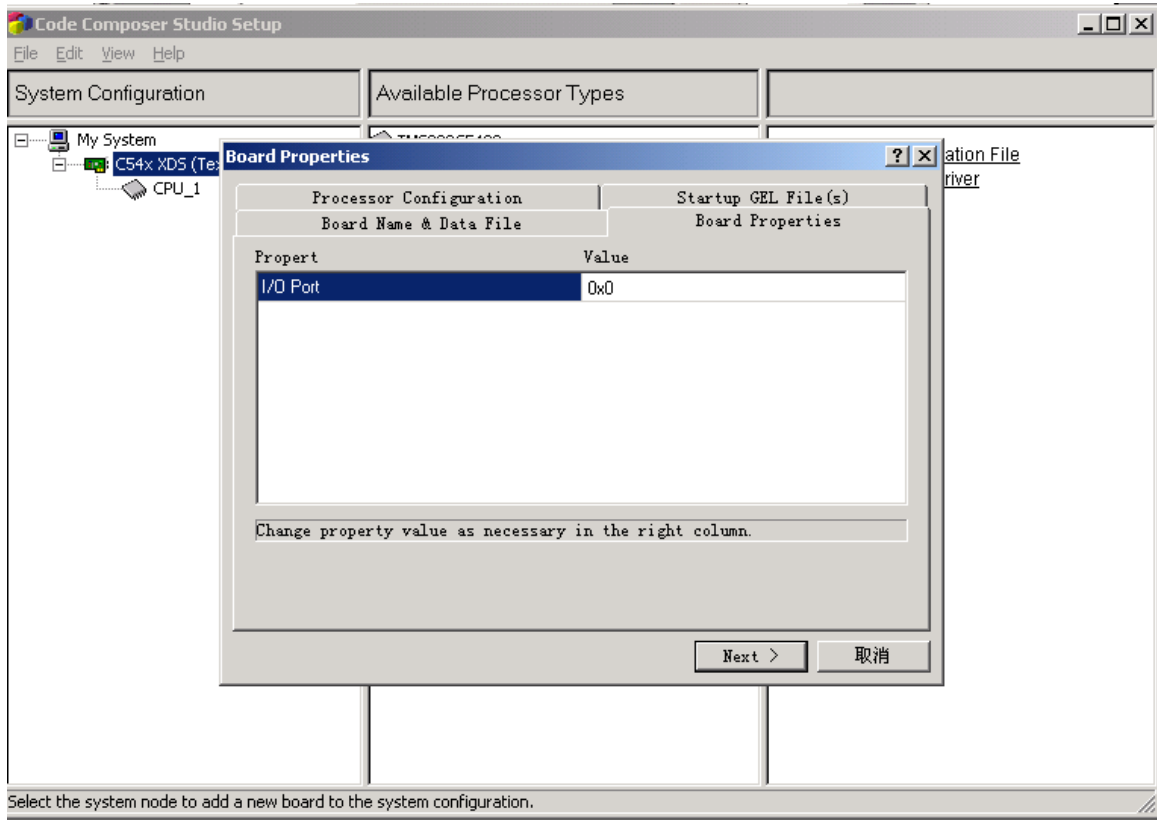 Code Composer Studio Setup
File Edit View Help
System Configuration
Available Processor Types
My System
C54x XDS (Te
CPU_1
ation File
river
Board Properties
Processor Configuration
Startup GEL File(s)
Board Name & Data File
Board Properties
Propert
Value
I/O Port
0x0
Change property value as necessary in the right column.
Next >
取消
Select the system node to add a new board to the system configuration.